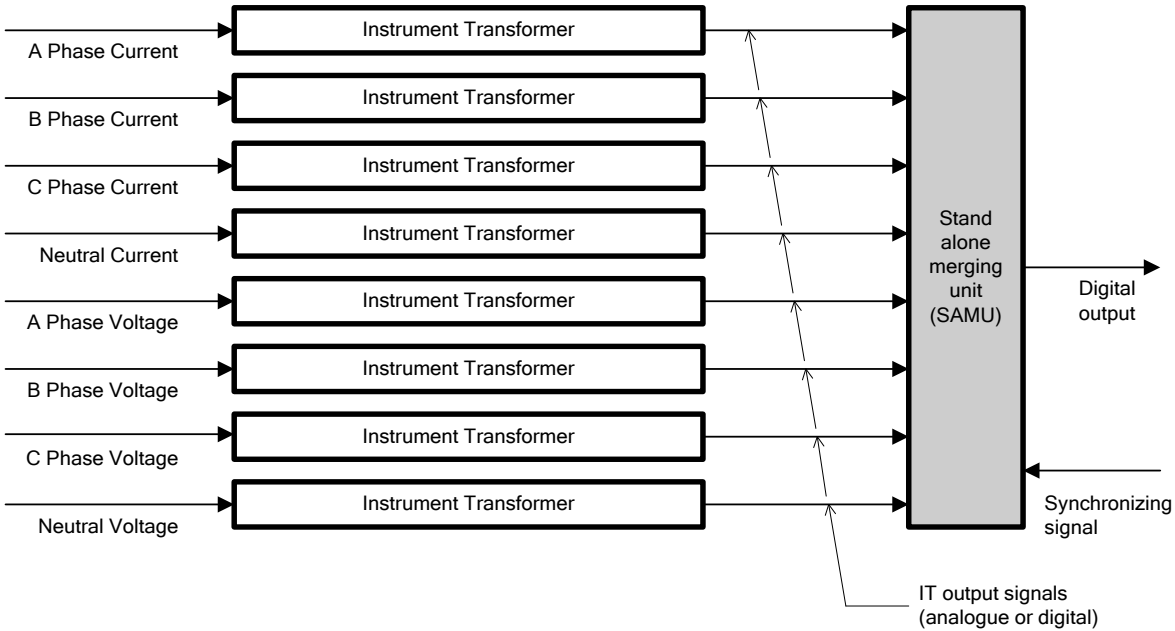 Instrument Transformer
A Phase Current
Instrument Transformer
B Phase Current
Instrument Transformer
C Phase Current
Instrument Transformer
Neutral Current
Instrument Transformer
A Phase Voltage
Instrument Transformer
B Phase Voltage
Instrument Transformer
C Phase Voltage
Instrument Transformer
Neutral Voltage
Stand
alone
merging
unit
(SAMU)
Digital
output
Synchronizing
signal
IT output signals
(analogue or digital)